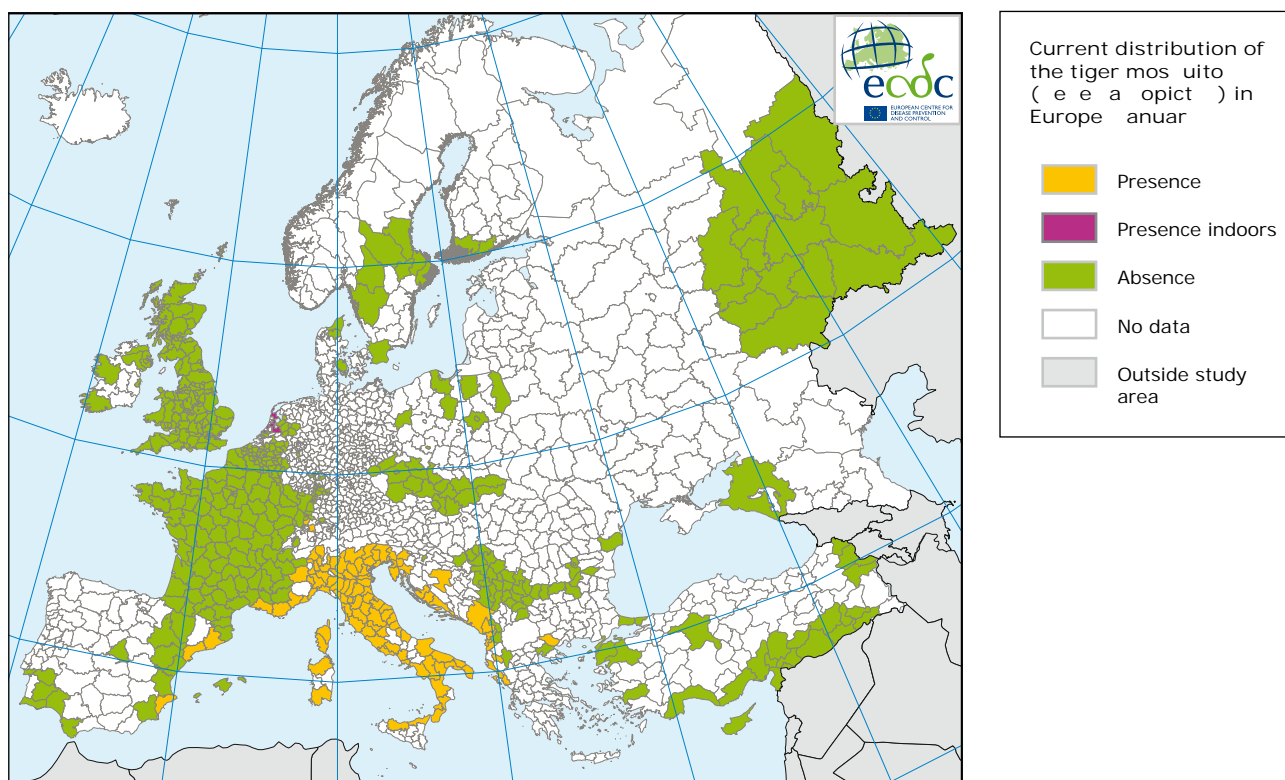 ecdc
EUROPEAN CENTRE FOR
DISEASE PREVENTION
AND CONTROL
Current distribution of
the tiger mos uito
( e e a opict ) in
Europe anuar
Presence
Presence indoors
Absence
No data
Outside study
area